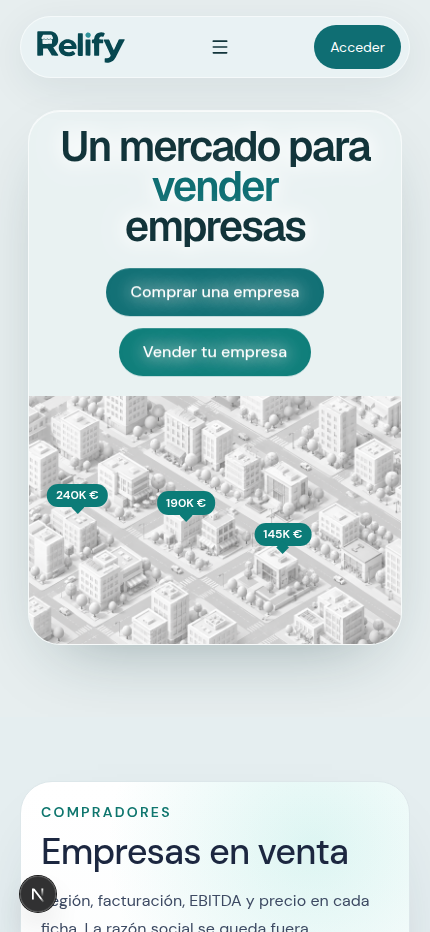 Relify
Acceder
Un mercado para
vender
empresas
Comprar una empresa
Vender tu empresa
240K €
190K €
145K €
COMPRADORES
Empresas en venta
N
egión, facturación, EBITDA y precio en cada
ficha. La razón social se queda fuera